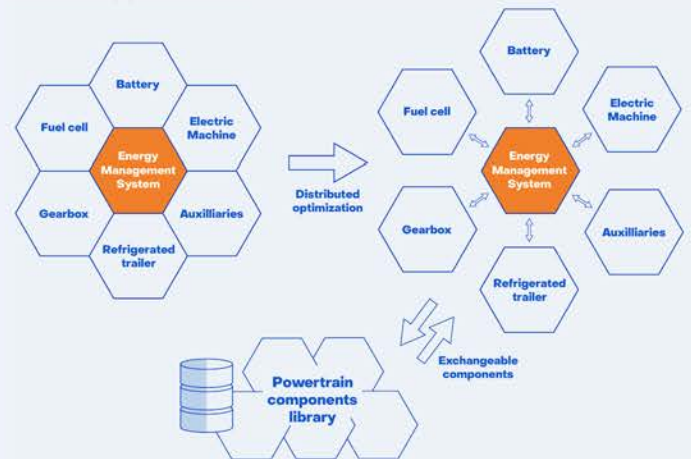 Battery
Fuel cell
Electric
Machine
Energy
Management
System
Gearbox
Auxilliaries
Refrigerated
trailer
Distributed
optimization
Battery
Fuel cell
Electric
Machine
Energy
Management
System
Gearbox
Auxilliaries
Refrigerated
trailer
Exchangeable
components
Powertrain
components
library